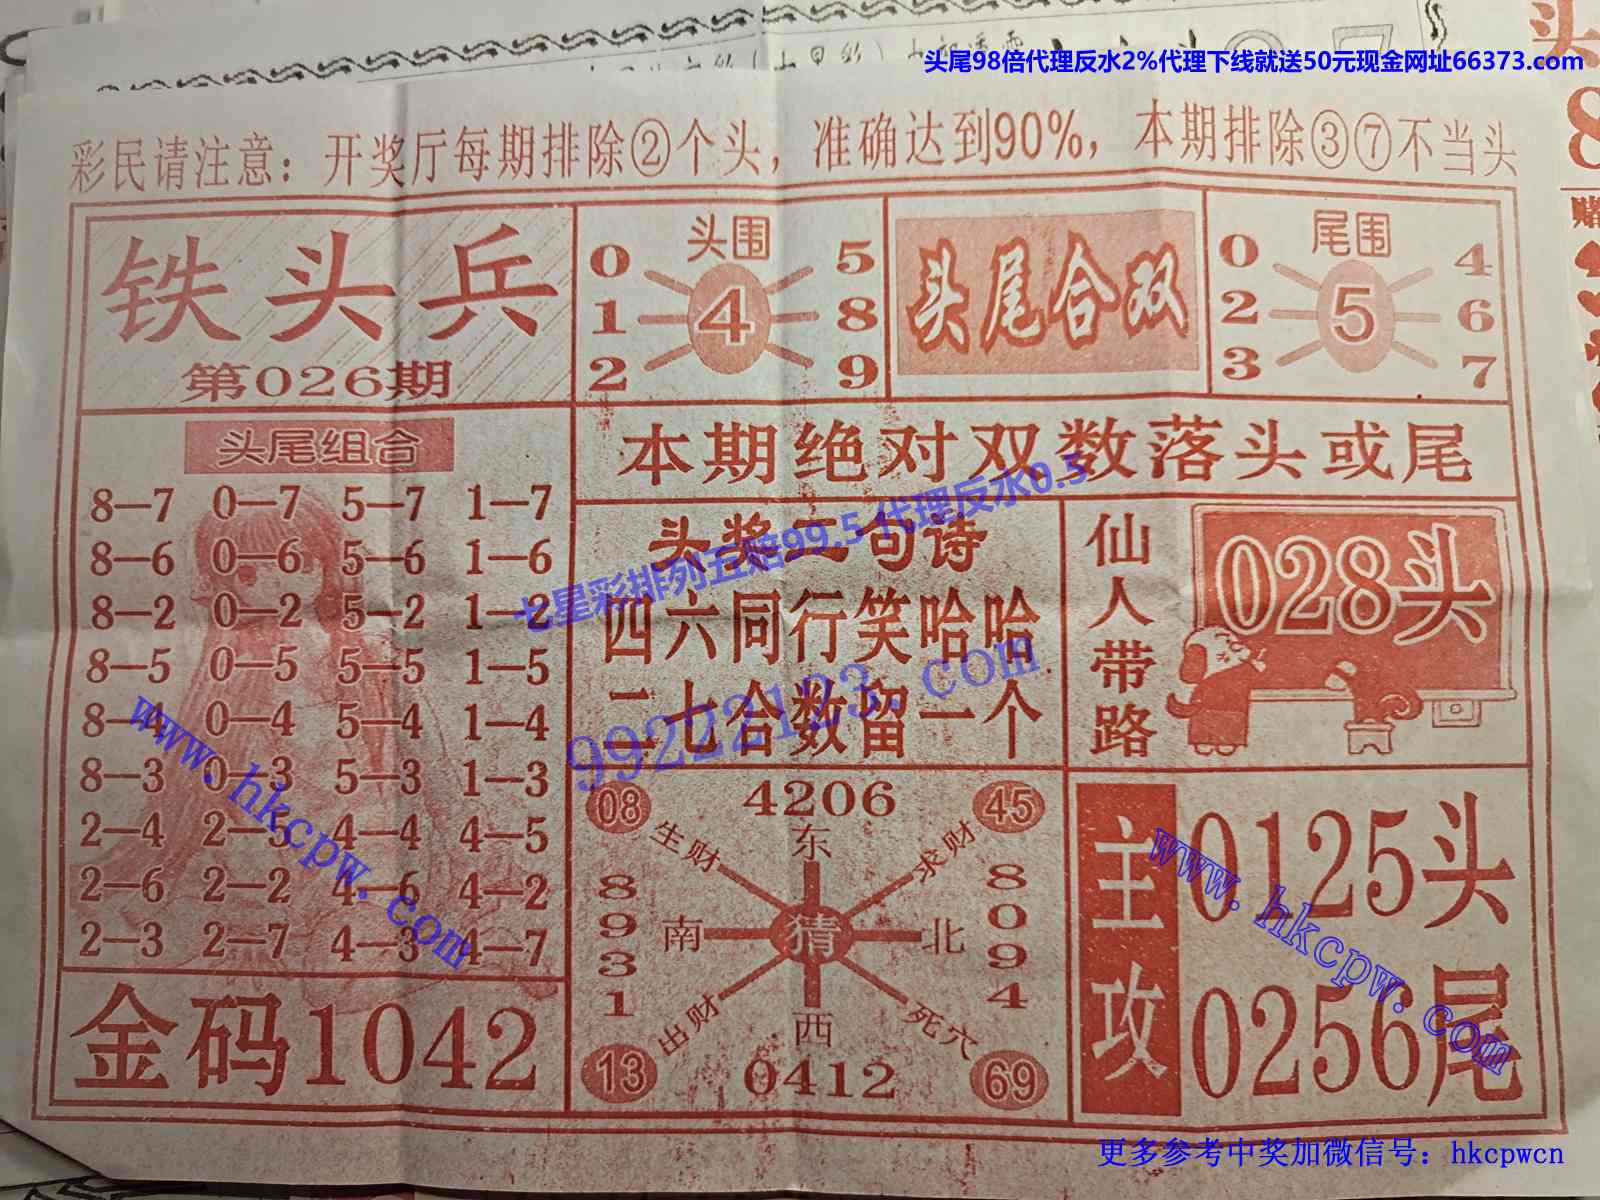 头尾98倍代理反水2%代理下线就送50元现金网址66373.com
彩民请注意：开奖厅每期排除②个头，准确达到90%，本期排除③⑦不当头
铁头兵
第026期
头围
0 5
1 4 8
2 9
头尾合双
尾围
0 4
2 5 6
3 7
本期绝对双数落头或尾
头尾组合
8—7 0—7 5—7 1—7
8—6 0—6 5—6 1—6
8—2 0—2 5—2 1—2
8—5 0—5 5—5 1—5
8—4 0—4 5—4 1—4
8—3 0—3 5—3 1—3
2—4 2—5 4—4 4—5
2—6 2—2 4—6 4—2
2—3 2—7 4—3 4—7
金码1042
头奖二句诗
四六同行笑哈哈
二七合数留一个
仙人带路
028头
08 4206 45
生财 东 求财
8931 南 猜 北 8094
出财 西 死穴
13 0412 69
主攻
0125头
0256尾
七星彩排列五赔99.5 代理反水0.5
99222123.com
www.hkcpw.com
www.hkcpw.com
更多参考中奖加微信号：hkcpwcn